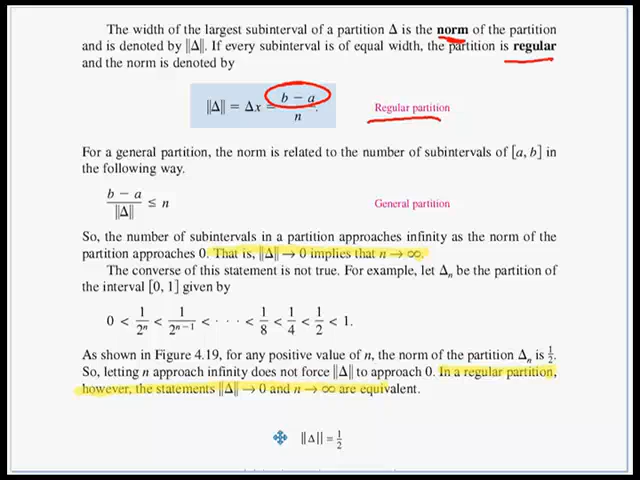 The width of the largest subinterval of a partition Δ is the norm of the partition
and is denoted by ‖Δ‖. If every subinterval is of equal width, the partition is regular
and the norm is denoted by
‖Δ‖ = Δx = (b − a)/n. Regular partition
For a general partition, the norm is related to the number of subintervals of [a, b] in
the following way.
(b − a)/‖Δ‖ ≤ n General partition
So, the number of subintervals in a partition approaches infinity as the norm of the
partition approaches 0. That is, ‖Δ‖ → 0 implies that n → ∞.
The converse of this statement is not true. For example, let Δₙ be the partition of
the interval [0, 1] given by
0 < 1/2ⁿ < 1/2ⁿ⁻¹ < · · · < 1/8 < 1/4 < 1/2 < 1.
As shown in Figure 4.19, for any positive value of n, the norm of the partition Δₙ is 1/2.
So, letting n approach infinity does not force ‖Δ‖ to approach 0. In a regular partition,
however, the statements ‖Δ‖ → 0 and n → ∞ are equivalent.
‖Δ‖ = 1/2